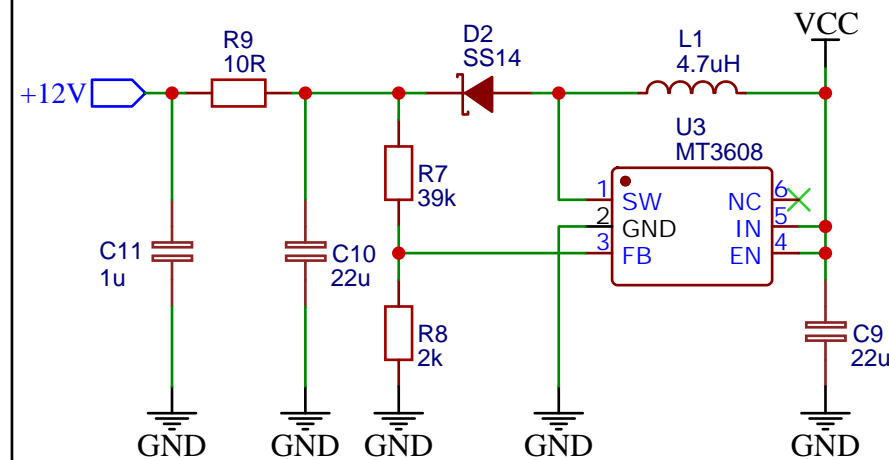 VCC
R9
10R
D2
SS14
L1
4.7uH
+12V
U3
MT3608
R7
39k
1 SW NC 6
2 GND IN 5
3 FB EN 4
C11
1u
C10
22u
R8
2k
C9
22u
GND GND GND GND GND